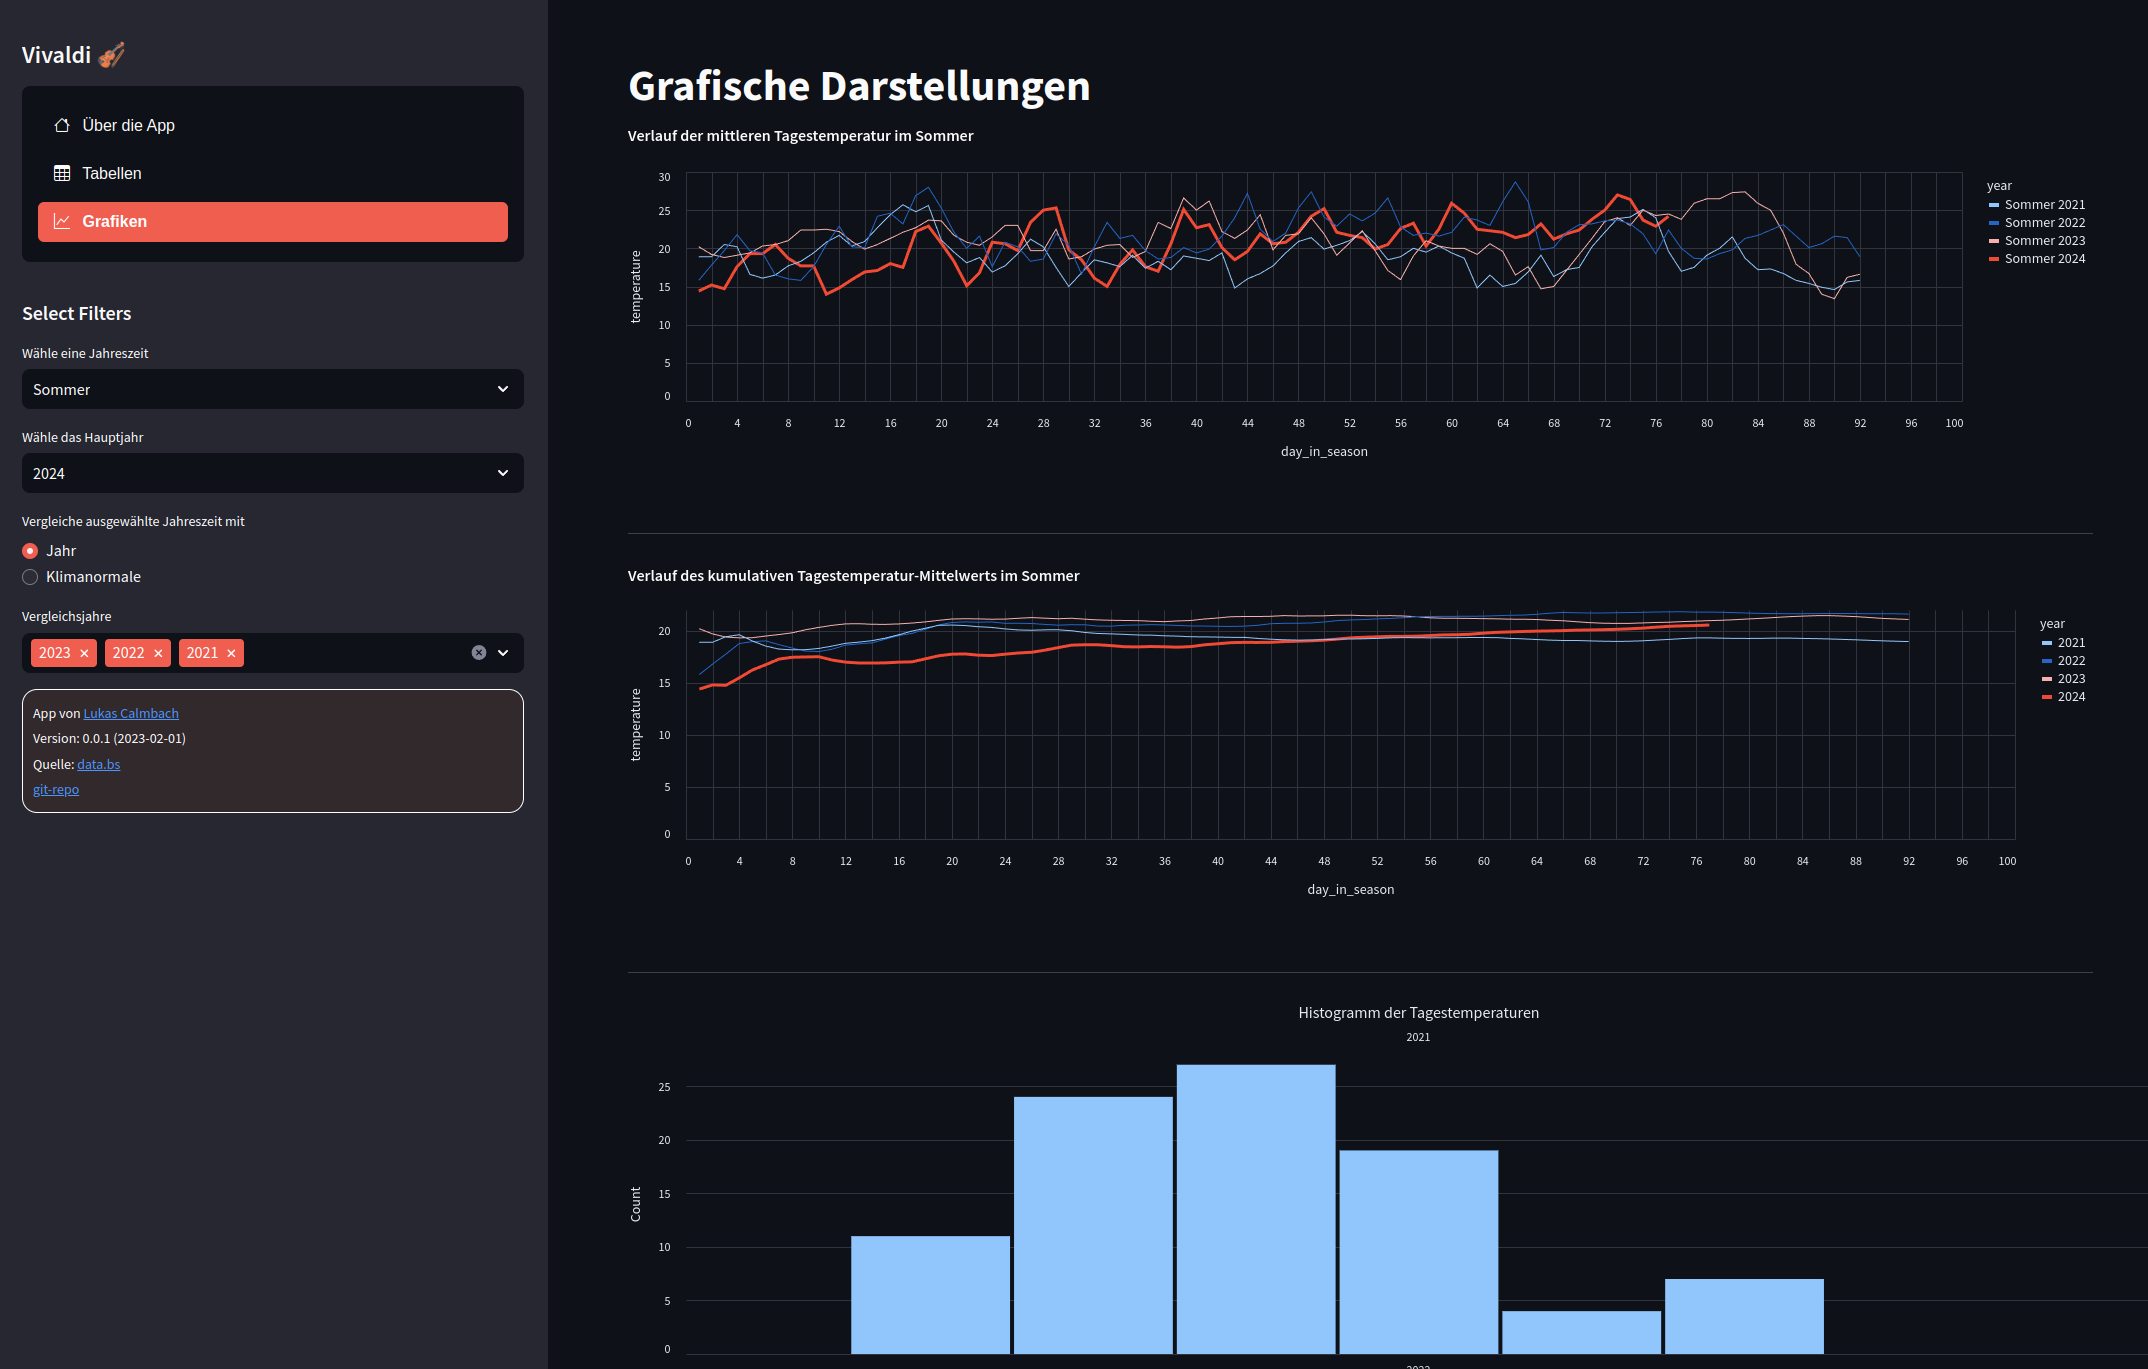 Vivaldi 🎻
Über die App
Tabellen
Grafiken
Select Filters
Wähle eine Jahreszeit
Sommer
Wähle das Hauptjahr
2024
Vergleiche ausgewählte Jahreszeit mit
Jahr
Klimanormale
Vergleichsjahre
2023 × 2022 × 2021 ×
App von Lukas Calmbach
Version: 0.0.1 (2023-02-01)
Quelle: data.bs
git-repo
Grafische Darstellungen
Verlauf der mittleren Tagestemperatur im Sommer
30
25
20
15
10
5
0
temperature
0 4 8 12 16 20 24 28 32 36 40 44 48 52 56 60 64 68 72 76 80 84 88 92 96 100
day_in_season
year
Sommer 2021
Sommer 2022
Sommer 2023
Sommer 2024
Verlauf des kumulativen Tagestemperatur-Mittelwerts im Sommer
20
15
10
5
0
temperature
0 4 8 12 16 20 24 28 32 36 40 44 48 52 56 60 64 68 72 76 80 84 88 92 96 100
day_in_season
year
2021
2022
2023
2024
Histogramm der Tagestemperaturen
2021
25
20
15
10
5
0
Count